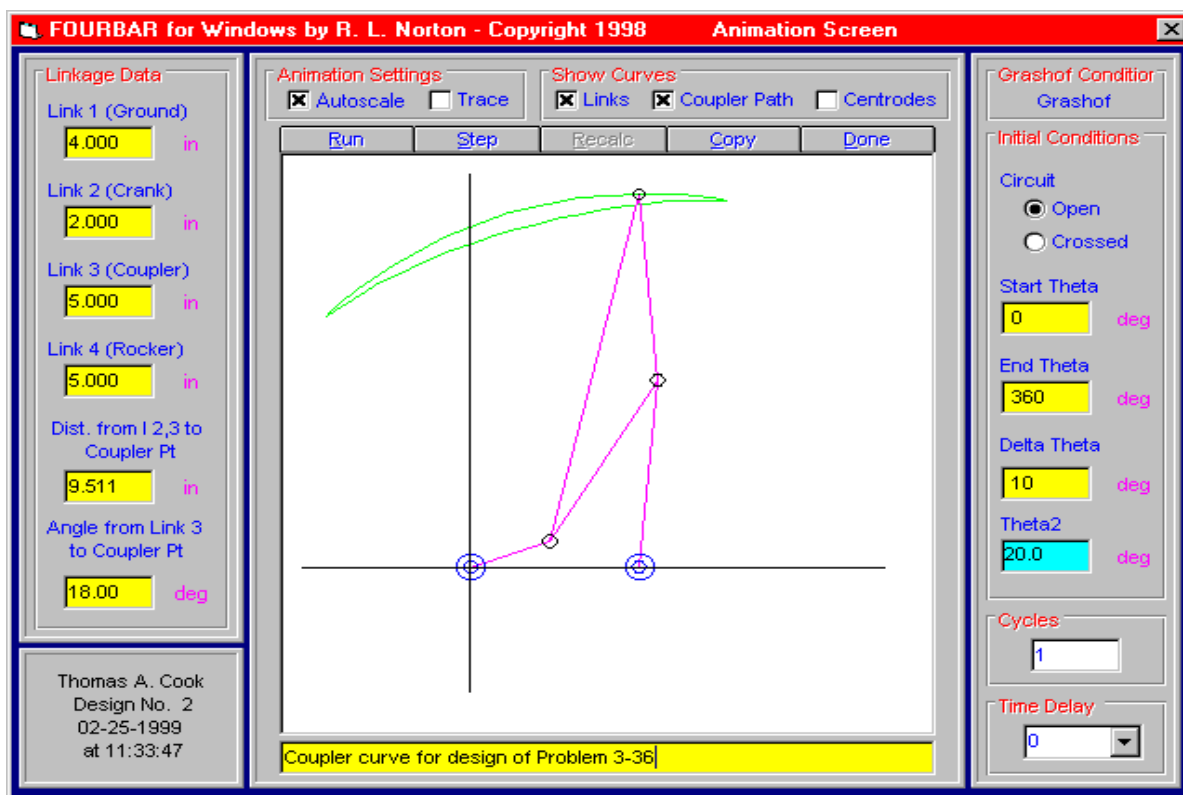 FOURBAR for Windows by R. L. Norton - Copyright 1998 Animation Screen
Linkage Data
Link 1 (Ground)
4.000 in
Link 2 (Crank)
2.000 in
Link 3 (Coupler)
5.000 in
Link 4 (Rocker)
5.000 in
Dist. from I 2,3 to
Coupler Pt
9.511 in
Angle from Link 3
to Coupler Pt
18.00 deg
Thomas A. Cook
Design No. 2
02-25-1999
at 11:33:47
Animation Settings
Autoscale Trace
Show Curves
Links Coupler Path Centrodes
Run Step Recalc Copy Done
Coupler curve for design of Problem 3-36
Grashof Condition
Grashof
Initial Conditions
Circuit
Open
Crossed
Start Theta
0 deg
End Theta
360 deg
Delta Theta
10 deg
Theta2
20.0 deg
Cycles
1
Time Delay
0